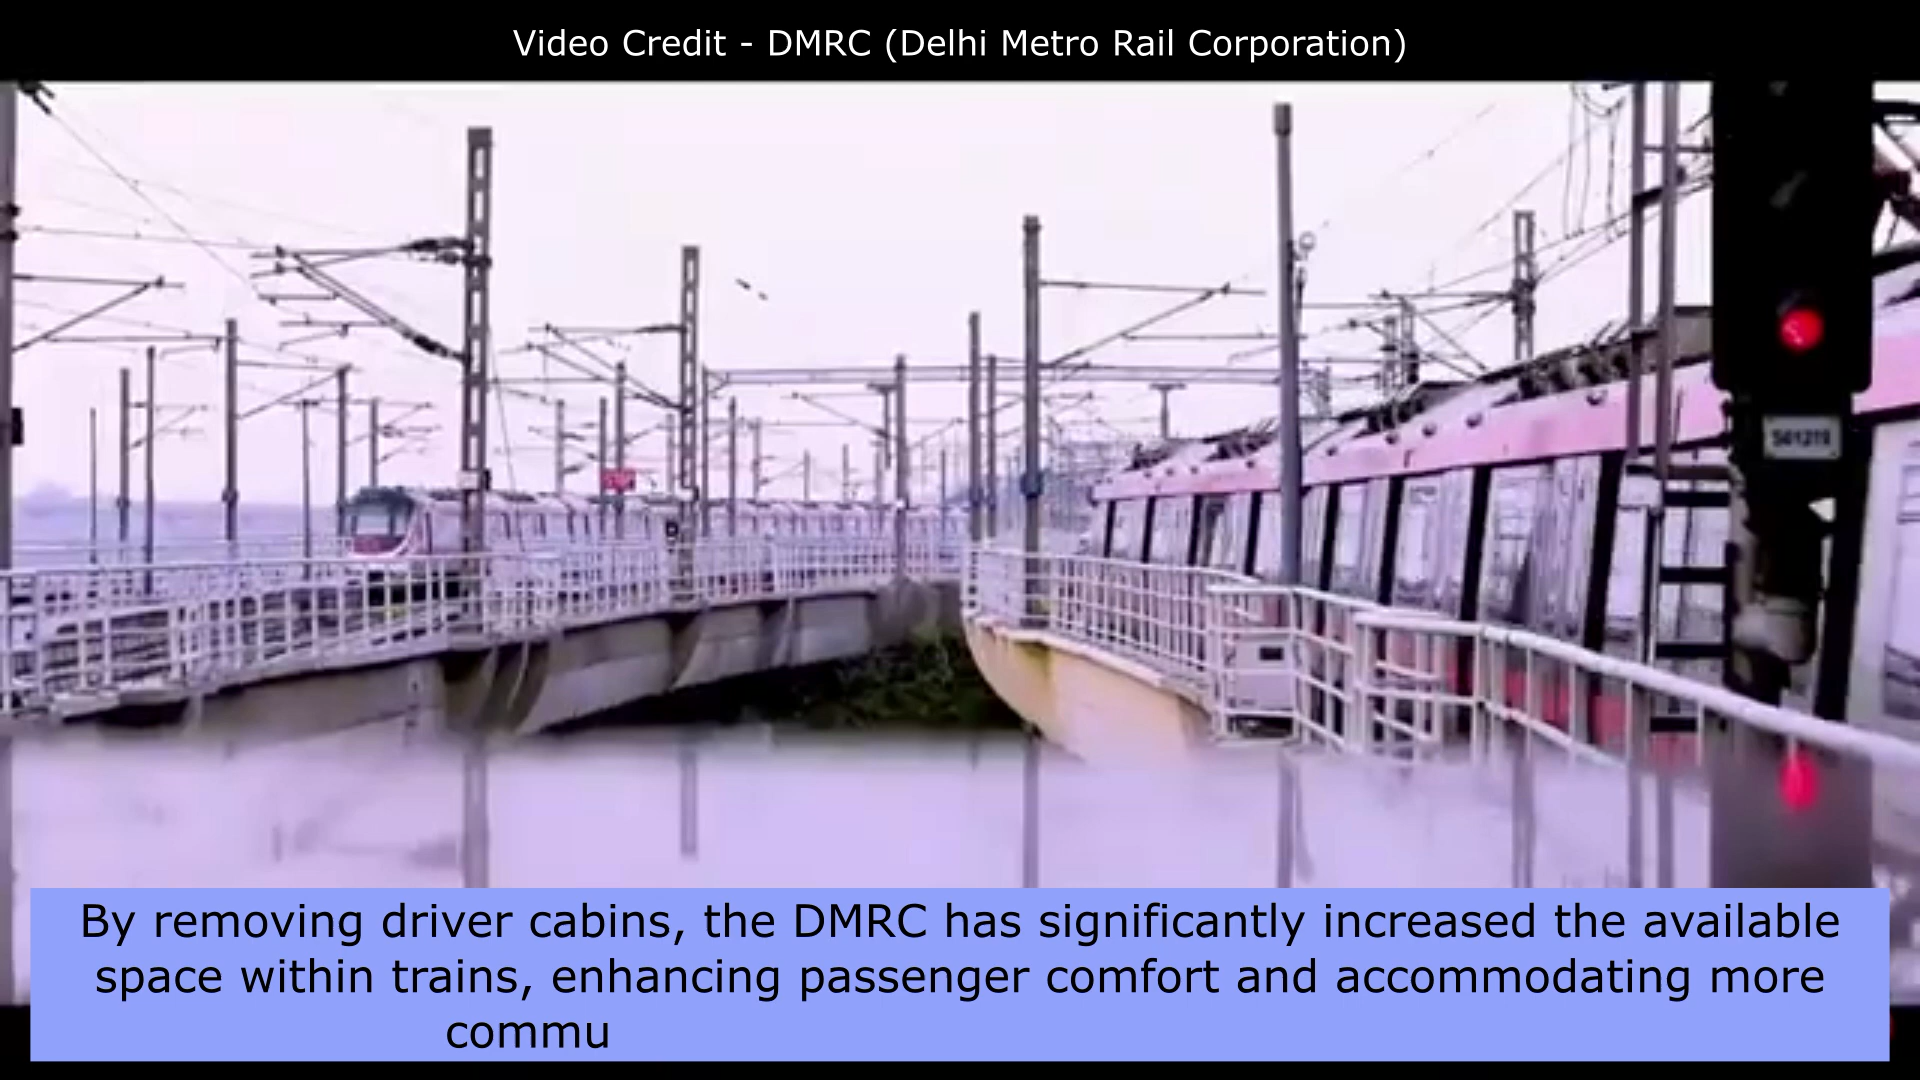 Video Credit - DMRC (Delhi Metro Rail Corporation)
By removing driver cabins, the DMRC has significantly increased the available
space within trains, enhancing passenger comfort and accommodating more
commu